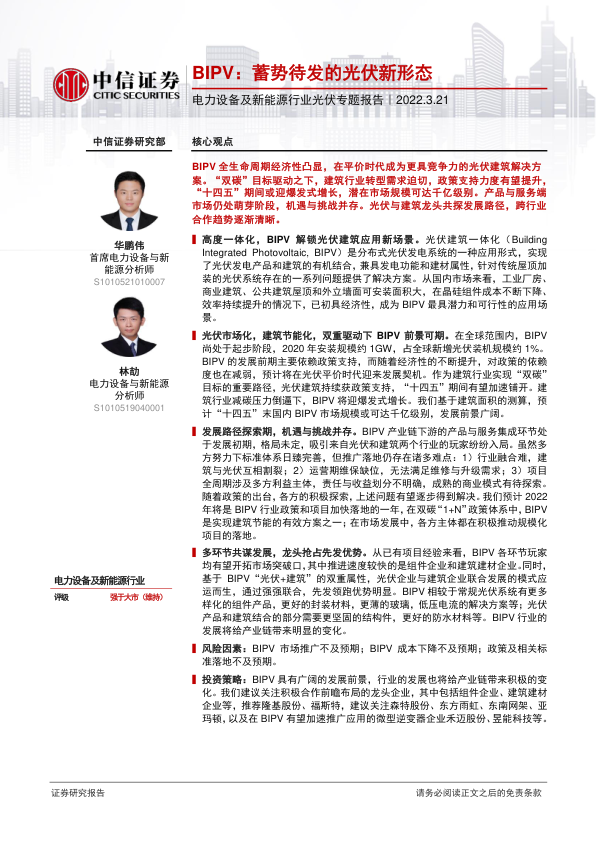 中信证券
CITIC SECURITIES
BIPV：蓄势待发的光伏新形态
电力设备及新能源行业光伏专题报告｜2022.3.21
中信证券研究部
华鹏伟
首席电力设备与新
能源分析师
S1010521010007
林劼
电力设备与新能源
分析师
S1010519040001
电力设备及新能源行业
评级 强于大市（维持）
核心观点
BIPV 全生命周期经济性凸显，在平价时代成为更具竞争力的光伏建筑解决方
案。“双碳”目标驱动之下，建筑行业转型需求迫切，政策支持力度有望提升，
“十四五”期间或迎爆发式增长，潜在市场规模可达千亿级别。产品与服务端
市场仍处萌芽阶段，机遇与挑战并存。光伏与建筑龙头共探发展路径，跨行业
合作趋势逐渐清晰。
高度一体化，BIPV 解锁光伏建筑应用新场景。光伏建筑一体化（Building
Integrated Photovoltaic, BIPV）是分布式光伏发电系统的一种应用形式，实现
了光伏发电产品和建筑的有机结合，兼具发电功能和建材属性，针对传统屋顶加
装的光伏系统存在的一系列问题提供了解决方案。从国内市场来看，工业厂房、
商业建筑、公共建筑屋顶和外立墙面可安装面积大，在晶硅组件成本不断下降、
效率持续提升的情况下，已初具经济性，成为 BIPV 最具潜力和可行性的应用场
景。
光伏市场化，建筑节能化，双重驱动下 BIPV 前景可期。在全球范围内，BIPV
尚处于起步阶段，2020 年安装规模约 1GW，占全球新增光伏装机规模约 1%。
BIPV 的发展前期主要依赖政策支持，而随着经济性的不断提升，对政策的依赖
度也在减弱，预计将在光伏平价时代迎来发展契机。作为建筑行业实现“双碳”
目标的重要路径，光伏建筑持续获政策支持，“十四五”期间有望加速铺开。建
筑行业减碳压力倒逼下，BIPV 将迎爆发式增长。我们基于建筑面积的测算，预
计“十四五”末国内 BIPV 市场规模或可达千亿级别，发展前景广阔。
发展路径探索期，机遇与挑战并存。BIPV 产业链下游的产品与服务集成环节处
于发展初期，格局未定，吸引来自光伏和建筑两个行业的玩家纷纷入局。虽然多
方努力下标准体系日臻完善，但推广落地仍存在诸多难点：1）行业融合难，建
筑与光伏互相割裂；2）运营期维保缺位，无法满足维修与升级需求；3）项目
全周期涉及多方利益主体，责任与收益划分不明确，成熟的商业模式有待探索。
随着政策的出台，各方的积极探索，上述问题有望逐步得到解决。我们预计 2022
年将是 BIPV 行业政策和项目加快落地的一年，在双碳“1+N”政策体系中，BIPV
是实现建筑节能的有效方案之一；在市场发展中，各方主体都在积极推动规模化
项目的落地。
多环节共谋发展，龙头抢占先发优势。从已有项目经验来看，BIPV 各环节玩家
均有望开拓市场突破口，其中推进速度较快的是组件企业和建筑建材企业。同时，
基于 BIPV“光伏+建筑”的双重属性，光伏企业与建筑企业联合发展的模式应
运而生，通过强强联合，先发领跑优势明显。BIPV 相较于常规光伏系统有更多
样化的组件产品，更好的封装材料，更薄的玻璃，低压电流的解决方案等；光伏
产品和建筑结合的部分需要更坚固的结构件，更好的防水材料等。BIPV 行业的
发展将给产业链带来明显的变化。
风险因素：BIPV 市场推广不及预期；BIPV 成本下降不及预期；政策及相关标
准落地不及预期。
投资策略：BIPV 具有广阔的发展前景，行业的发展也将给产业链带来积极的变
化。我们建议关注积极合作前瞻布局的龙头企业，其中包括组件企业、建筑建材
企业等，推荐隆基股份、福斯特，建议关注森特股份、东方雨虹、东南网架、亚
玛顿，以及在 BIPV 有望加速推广应用的微型逆变器企业禾迈股份、昱能科技等。
证券研究报告
请务必阅读正文之后的免责条款